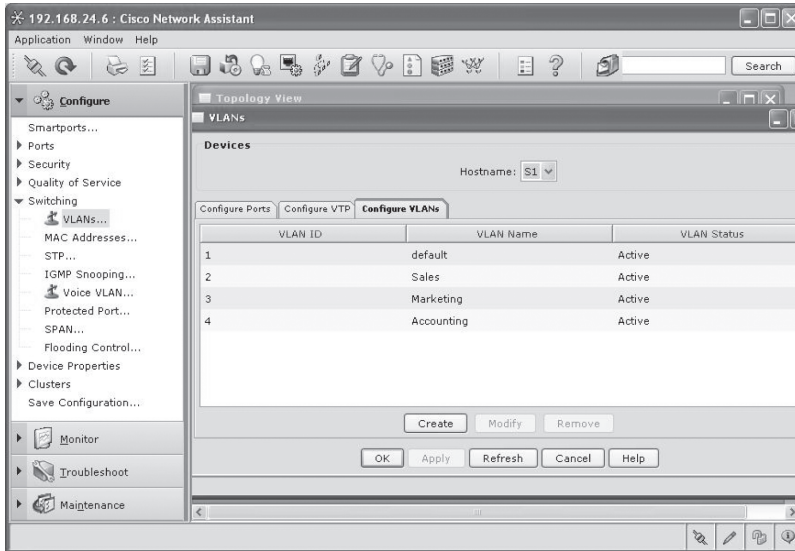 192.168.24.6 : Cisco Network Assistant
Application Window Help
Search
Configure
Smartports...
Ports
Security
Quality of Service
Switching
VLANs...
MAC Addresses...
STP...
IGMP Snooping...
Voice VLAN...
Protected Port...
SPAN...
Flooding Control...
Device Properties
Clusters
Save Configuration...
Monitor
Troubleshoot
Maintenance
Topology View
VLANs
Devices
Hostname: S1
Configure Ports Configure VTP Configure VLANs
VLAN ID VLAN Name VLAN Status
1 default Active
2 Sales Active
3 Marketing Active
4 Accounting Active
Create Modify Remove
OK Apply Refresh Cancel Help